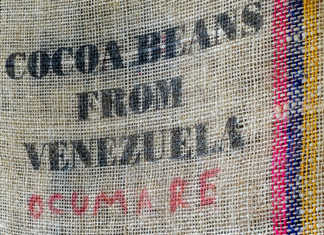 COCOA BEANS
FROM
VENEZUELA
OCUMARE